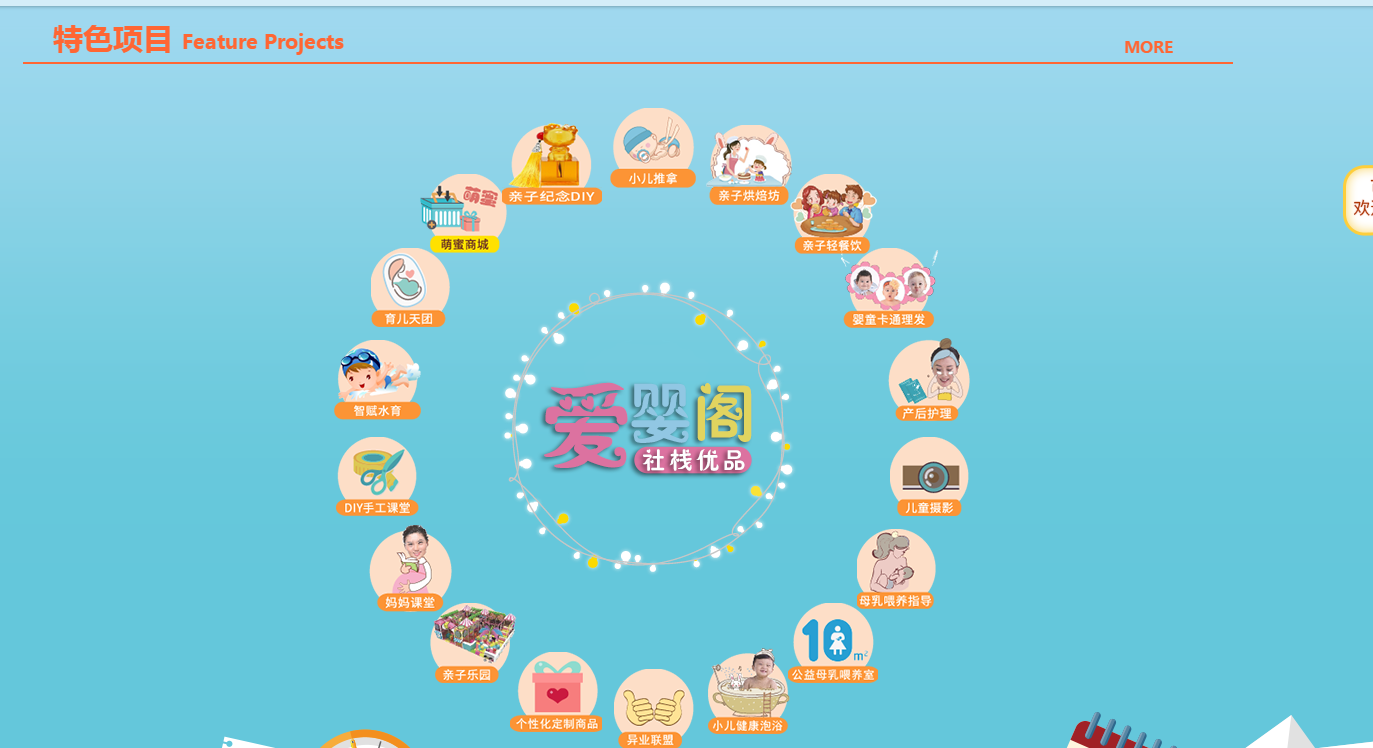 特色项目 Feature Projects
MORE
小儿推拿
亲子纪念DIY
亲子烘焙坊
萌蜜
萌蜜商城
亲子轻餐饮
欢
育儿天团
婴童卡通理发
智赋水育
产后护理
爱婴阁
社栈优品
DIY手工课堂
儿童摄影
妈妈课堂
母乳喂养指导
10m²
亲子乐园
公益母乳喂养室
个性化定制商品
小儿健康泡浴
异业联盟